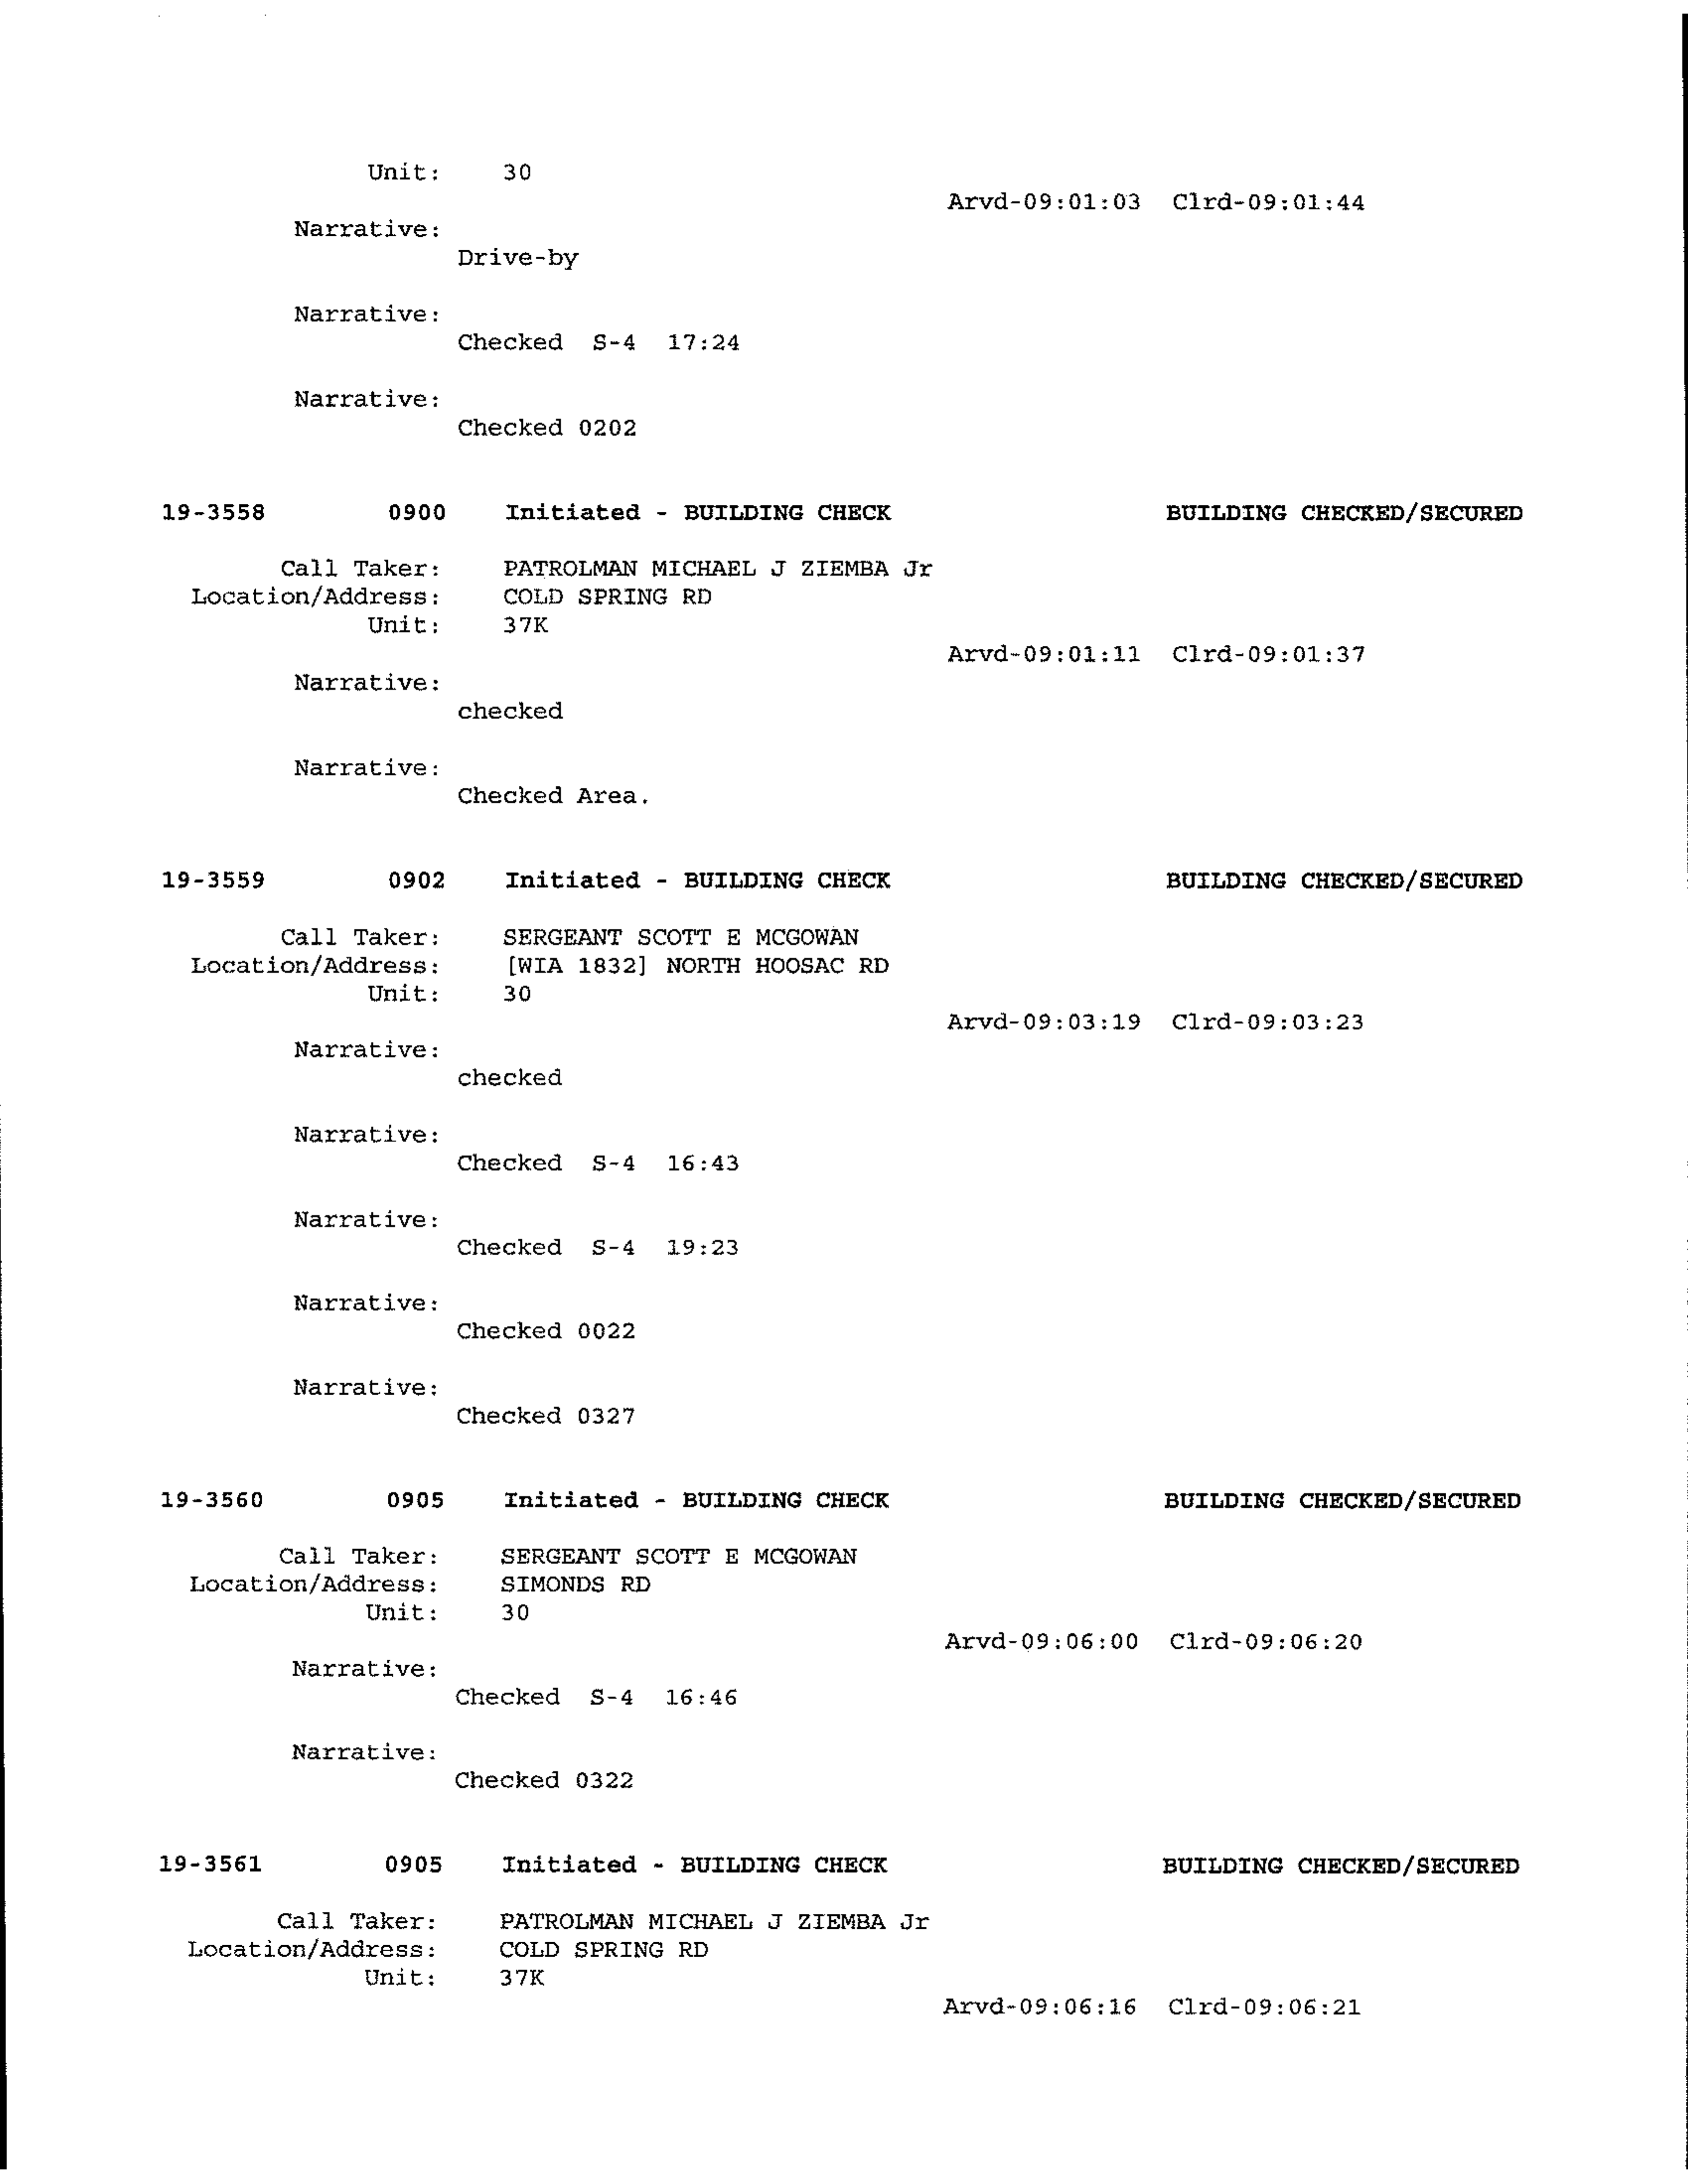 Unit: 30
Arvd-09:01:03 Clrd-09:01:44
Narrative:
Drive-by
Narrative:
Checked S-4 17:24
Narrative:
Checked 0202
19-3558 0900 Initiated - BUILDING CHECK BUILDING CHECKED/SECURED
Call Taker: PATROLMAN MICHAEL J ZIEMBA Jr
Location/Address: COLD SPRING RD
Unit: 37K
Arvd-09:01:11 Clrd-09:01:37
Narrative:
checked
Narrative:
Checked Area.
19-3559 0902 Initiated - BUILDING CHECK BUILDING CHECKED/SECURED
Call Taker: SERGEANT SCOTT E MCGOWAN
Location/Address: [WIA 1832] NORTH HOOSAC RD
Unit: 30
Arvd-09:03:19 Clrd-09:03:23
Narrative:
checked
Narrative:
Checked S-4 16:43
Narrative:
Checked S-4 19:23
Narrative:
Checked 0022
Narrative:
Checked 0327
19-3560 0905 Initiated - BUILDING CHECK BUILDING CHECKED/SECURED
Call Taker: SERGEANT SCOTT E MCGOWAN
Location/Address: SIMONDS RD
Unit: 30
Arvd-09:06:00 Clrd-09:06:20
Narrative:
Checked S-4 16:46
Narrative:
Checked 0322
19-3561 0905 Initiated - BUILDING CHECK BUILDING CHECKED/SECURED
Call Taker: PATROLMAN MICHAEL J ZIEMBA Jr
Location/Address: COLD SPRING RD
Unit: 37K
Arvd-09:06:16 Clrd-09:06:21